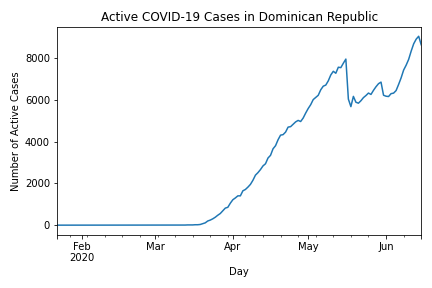 Active COVID-19 Cases in Dominican Republic
Number of Active Cases
8000
6000
4000
2000
0
Feb
2020
Mar
Apr
May
Jun
Day